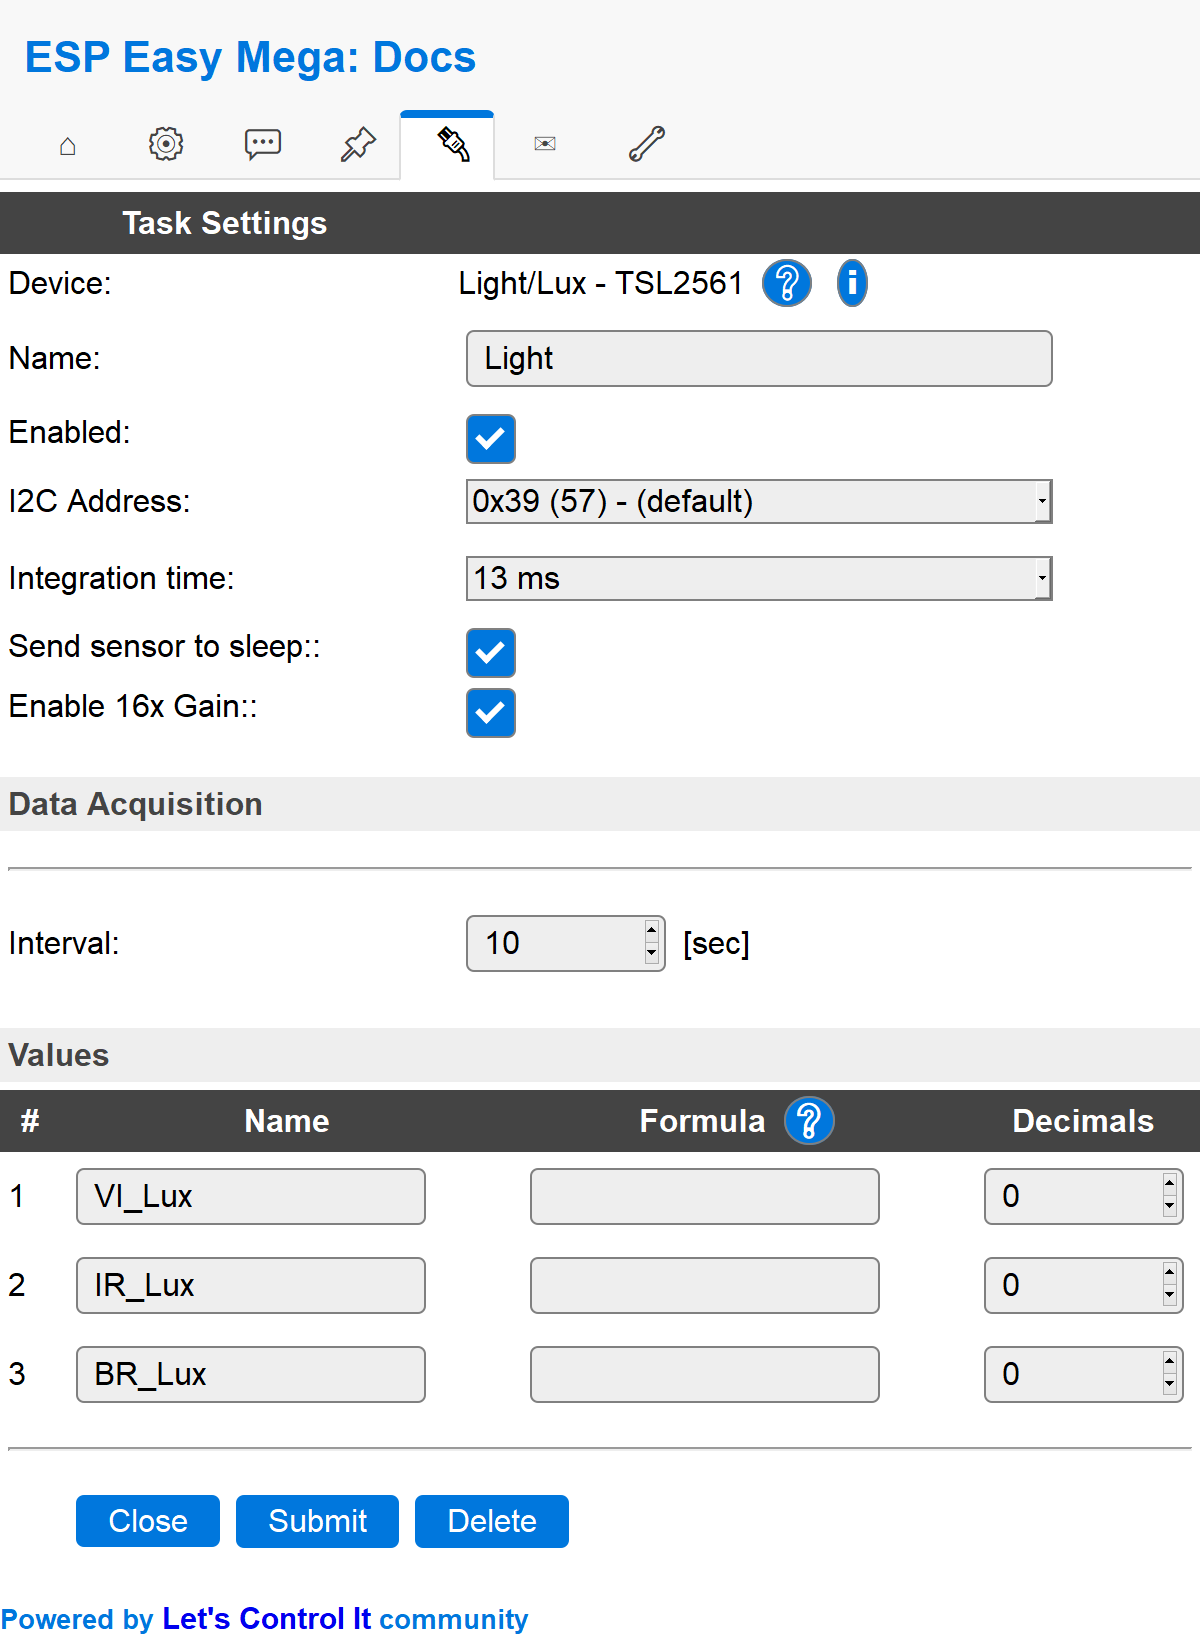 ESP Easy Mega: Docs
Task Settings
Device: Light/Lux - TSL2561 ? i
Name: Light
Enabled:
I2C Address: 0x39 (57) - (default)
Integration time: 13 ms
Send sensor to sleep::
Enable 16x Gain::
Data Acquisition
Interval: 10 [sec]
Values
# Name Formula ? Decimals
1 VI_Lux 0
2 IR_Lux 0
3 BR_Lux 0
Close Submit Delete
Powered by Let's Control It community